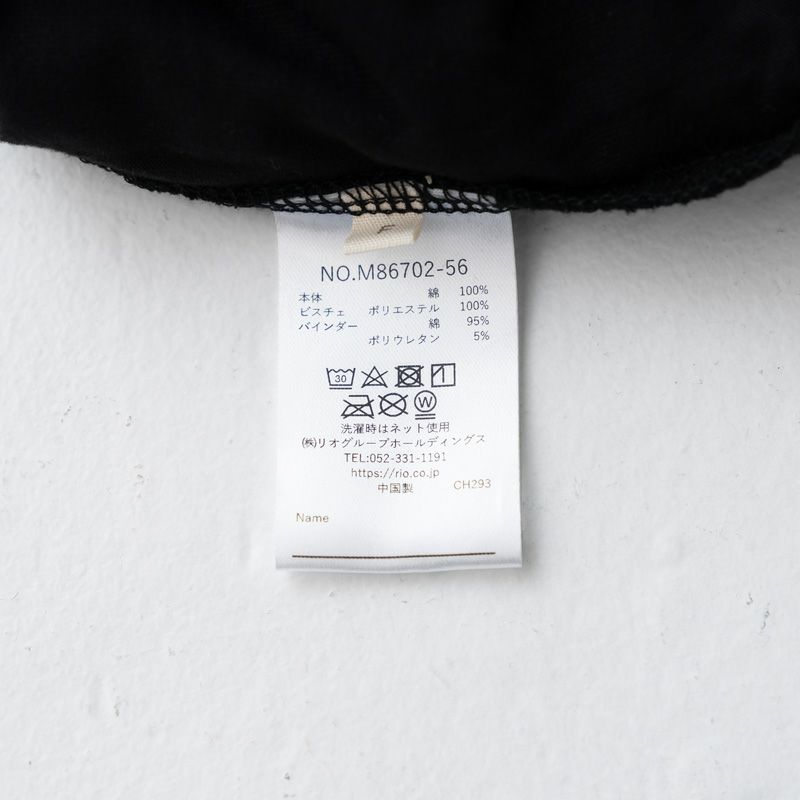 F
NO.M86702-56
本体 綿 100%
ビスチェ ポリエステル 100%
バインダー 綿 95%
ポリウレタン 5%
30
W
洗濯時はネット使用
㈱リオグループホールディングス
TEL:052-331-1191
https://rio.co.jp
中国製 CH293
Name